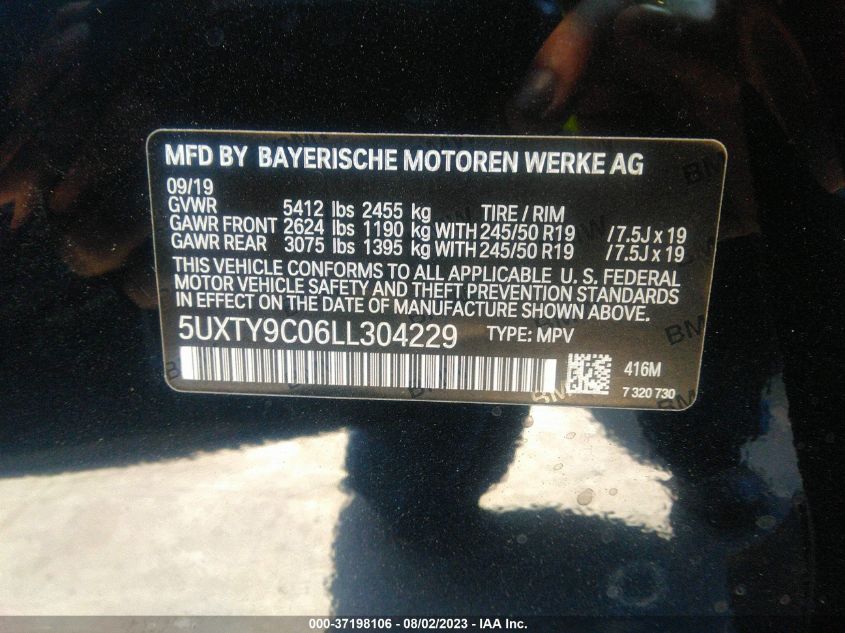 MFD BY BAYERISCHE MOTOREN WERKE AG
09/19
GVWR 5412 lbs 2455 kg TIRE / RIM
GAWR FRONT 2624 lbs 1190 kg WITH 245/50 R19 /7.5J x 19
GAWR REAR 3075 lbs 1395 kg WITH 245/50 R19 /7.5J x 19
THIS VEHICLE CONFORMS TO ALL APPLICABLE U. S. FEDERAL
MOTOR VEHICLE SAFETY AND THEFT PREVENTION STANDARDS
IN EFFECT ON THE DATE OF MANUFACTURE SHOWN ABOVE.
5UXTY9C06LL304229 TYPE: MPV
416M
7 320 730
000-37198106 - 08/02/2023 - IAA Inc.